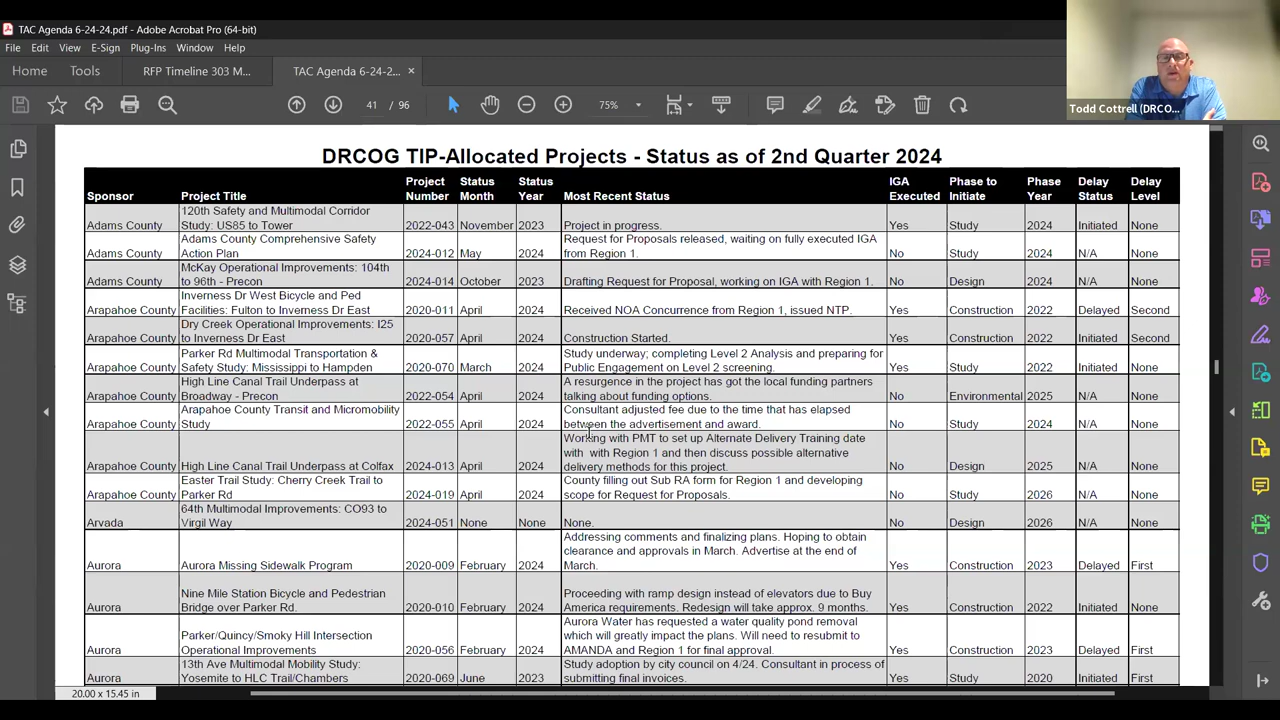 TAC Agenda 6-24-24.pdf - Adobe Acrobat Pro (64-bit)
File Edit View E-Sign Plug-Ins Window Help
Home Tools RFP Timeline 303 M... TAC Agenda 6-24-2... ×
41 / 96 75%
Todd Cottrell (DRCO...
DRCOG TIP-Allocated Projects - Status as of 2nd Quarter 2024
Sponsor Project Title Project Number Status Month Status Year Most Recent Status IGA Executed Phase to Initiate Phase Year Delay Status Delay Level
120th Safety and Multimodal Corridor
Adams County Study: US85 to Tower 2022-043 November 2023 Project in progress. Yes Study 2024 Initiated None
Adams County Comprehensive Safety Request for Proposals released, waiting on fully executed IGA
Adams County Action Plan 2024-012 May 2024 from Region 1. No Study 2024 N/A None
McKay Operational Improvements: 104th
Adams County to 96th - Precon 2024-014 October 2023 Drafting Request for Proposal, working on IGA with Region 1. No Design 2024 N/A None
Inverness Dr West Bicycle and Ped
Arapahoe County Facilities: Fulton to Inverness Dr East 2020-011 April 2024 Received NOA Concurrence from Region 1, issued NTP. Yes Construction 2022 Delayed Second
Dry Creek Operational Improvements: I25
Arapahoe County to Inverness Dr East 2020-057 April 2024 Construction Started. Yes Construction 2022 Initiated Second
Parker Rd Multimodal Transportation & Study underway; completing Level 2 Analysis and preparing for
Arapahoe County Safety Study: Mississippi to Hampden 2020-070 March 2024 Public Engagement on Level 2 screening. Yes Study 2022 Initiated None
High Line Canal Trail Underpass at A resurgence in the project has got the local funding partners
Arapahoe County Broadway - Precon 2022-054 April 2024 talking about funding options. No Environmental 2025 N/A None
Arapahoe County Transit and Micromobility Consultant adjusted fee due to the time that has elapsed
Arapahoe County Study 2022-055 April 2024 between the advertisement and award. No Study 2024 N/A None
Working with PMT to set up Alternate Delivery Training date
with with Region 1 and then discuss possible alternative
Arapahoe County High Line Canal Trail Underpass at Colfax 2024-013 April 2024 delivery methods for this project. No Design 2025 N/A None
Easter Trail Study: Cherry Creek Trail to County filling out Sub RA form for Region 1 and developing
Arapahoe County Parker Rd 2024-019 April 2024 scope for Request for Proposals. No Study 2026 N/A None
64th Multimodal Improvements: CO93 to
Arvada Virgil Way 2024-051 None None None. No Design 2026 N/A None
Addressing comments and finalizing plans. Hoping to obtain
clearance and approvals in March. Advertise at the end of
Aurora Aurora Missing Sidewalk Program 2020-009 February 2024 March. Yes Construction 2023 Delayed First
Nine Mile Station Bicycle and Pedestrian Proceeding with ramp design instead of elevators due to Buy
Aurora Bridge over Parker Rd. 2020-010 February 2024 America requirements. Redesign will take approx. 9 months. Yes Construction 2022 Initiated None
Aurora Water has requested a water quality pond removal
Parker/Quincy/Smoky Hill Intersection which will greatly impact the plans. Will need to resubmit to
Aurora Operational Improvements 2020-056 February 2024 AMANDA and Region 1 for final approval. Yes Construction 2023 Delayed First
13th Ave Multimodal Mobility Study: Study adoption by city council on 4/24. Consultant in process of
Aurora Yosemite to HLC Trail/Chambers 2020-069 June 2023 submitting final invoices. Yes Study 2020 Initiated First
20.00 x 15.45 in